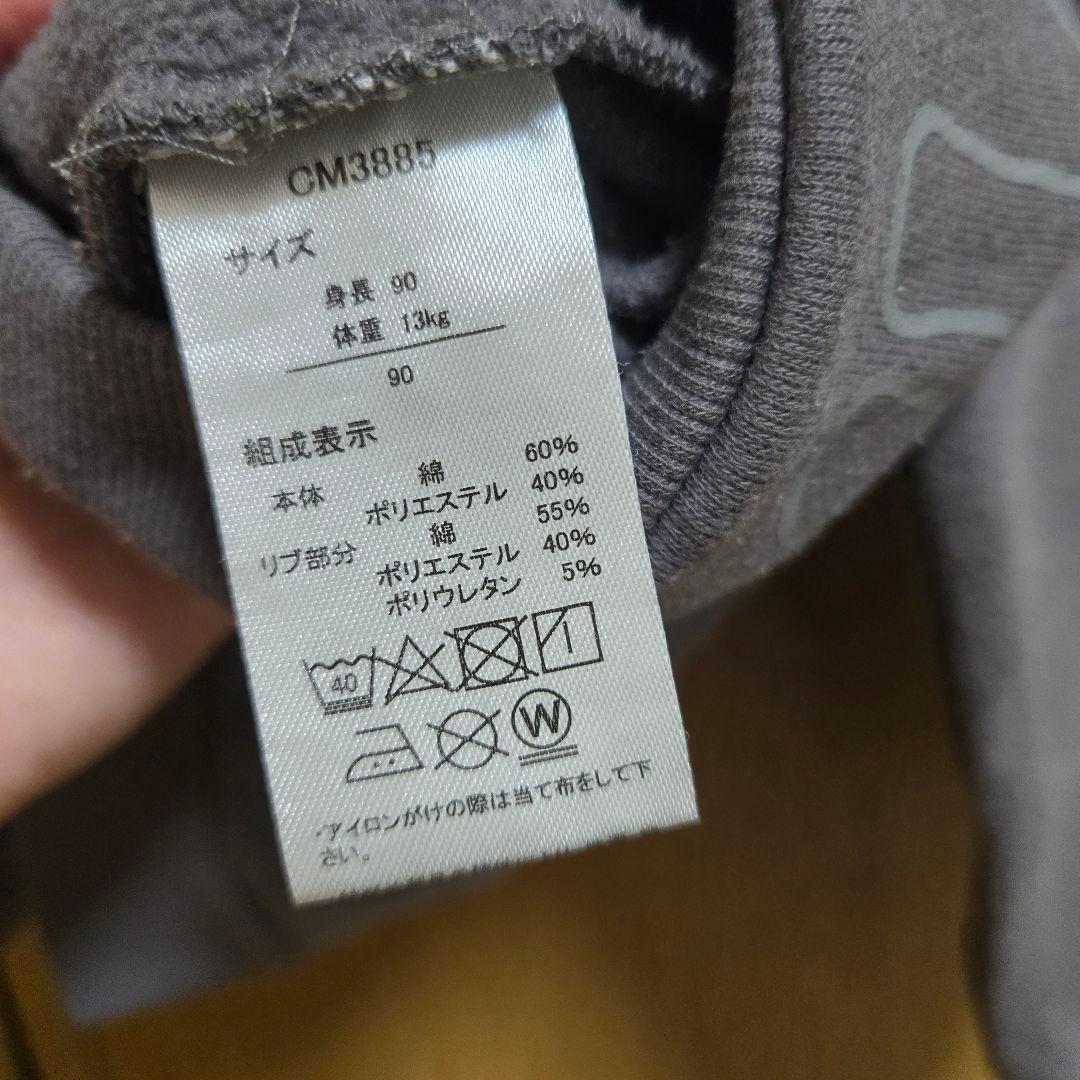 CM3885
サイズ
身長 90
体重 13kg
90
組成表示
本体 綿 60%
ポリエステル 40%
リブ部分 綿 55%
ポリエステル 40%
ポリウレタン 5%
40
W
・アイロンがけの際は当て布をして下
さい。